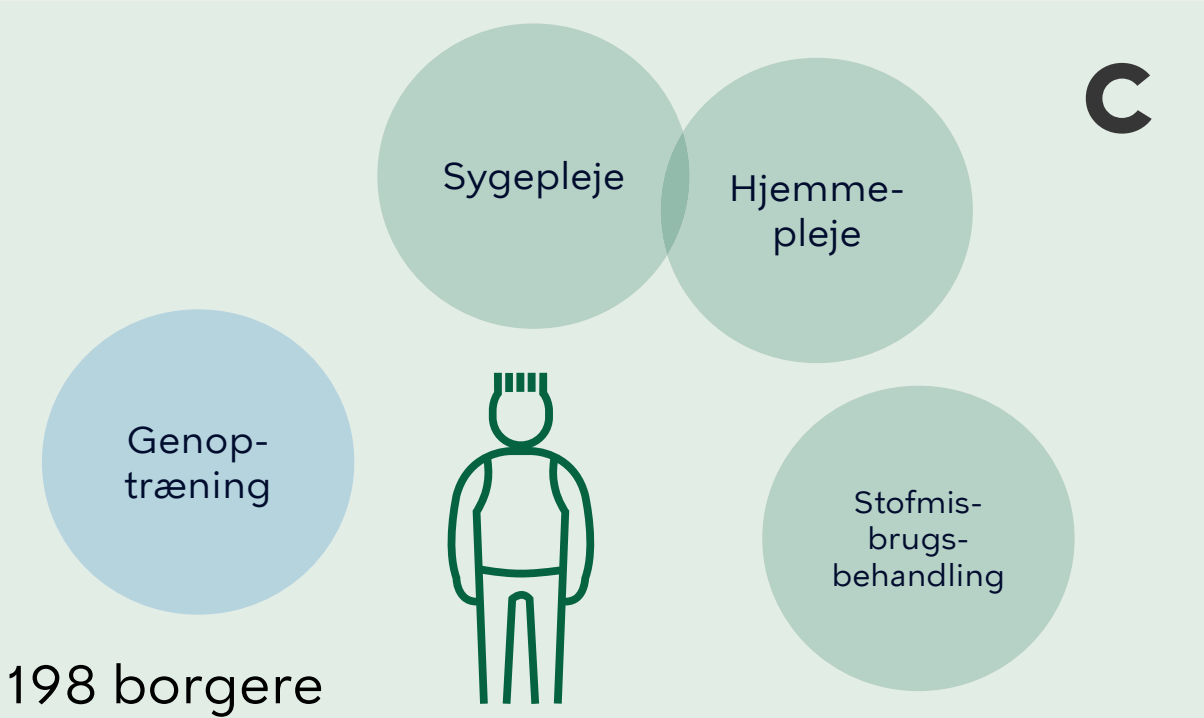 C
Sygepleje
Hjemme-
pleje
Genop-
træning
Stofmis-
brugs-
behandling
198 borgere